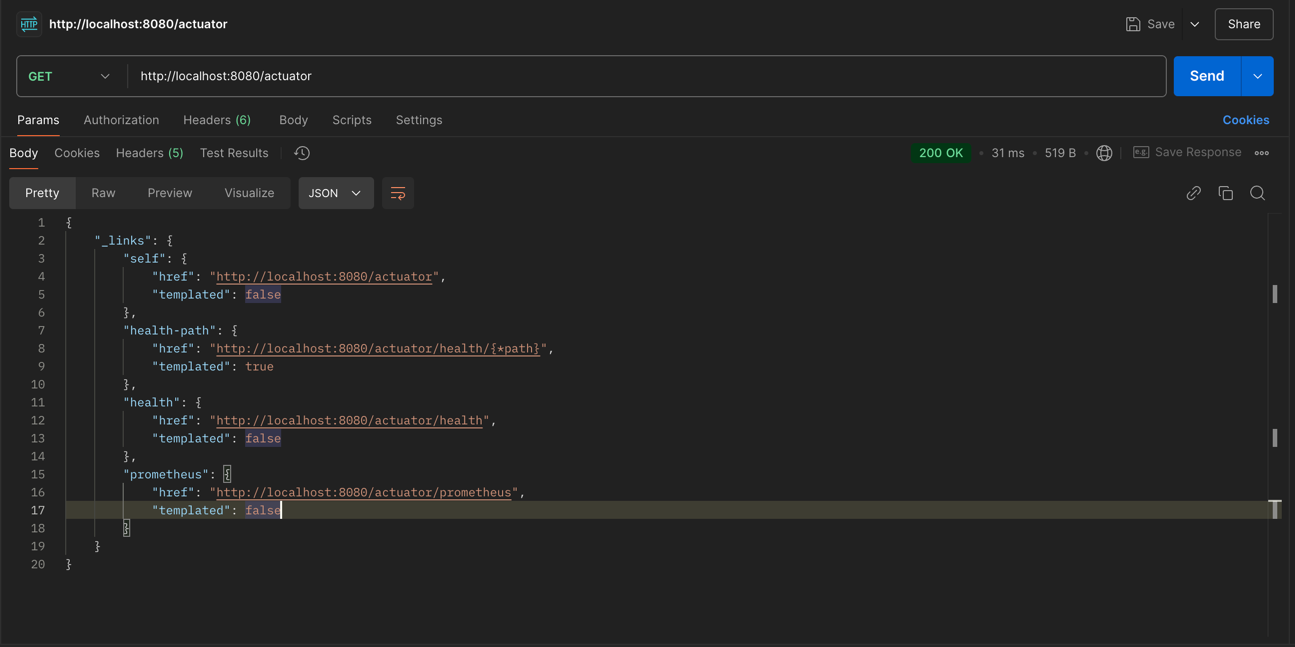 HTTP http://localhost:8080/actuator Save Share
GET http://localhost:8080/actuator Send
Params Authorization Headers (6) Body Scripts Settings Cookies
Body Cookies Headers (5) Test Results 200 OK • 31 ms • 519 B • e.g. Save Response
Pretty Raw Preview Visualize JSON
1 {
2 "_links": {
3 "self": {
4 "href": "http://localhost:8080/actuator",
5 "templated": false
6 },
7 "health-path": {
8 "href": "http://localhost:8080/actuator/health/{*path}",
9 "templated": true
10 },
11 "health": {
12 "href": "http://localhost:8080/actuator/health",
13 "templated": false
14 },
15 "prometheus": {
16 "href": "http://localhost:8080/actuator/prometheus",
17 "templated": false
18 }
19 }
20 }